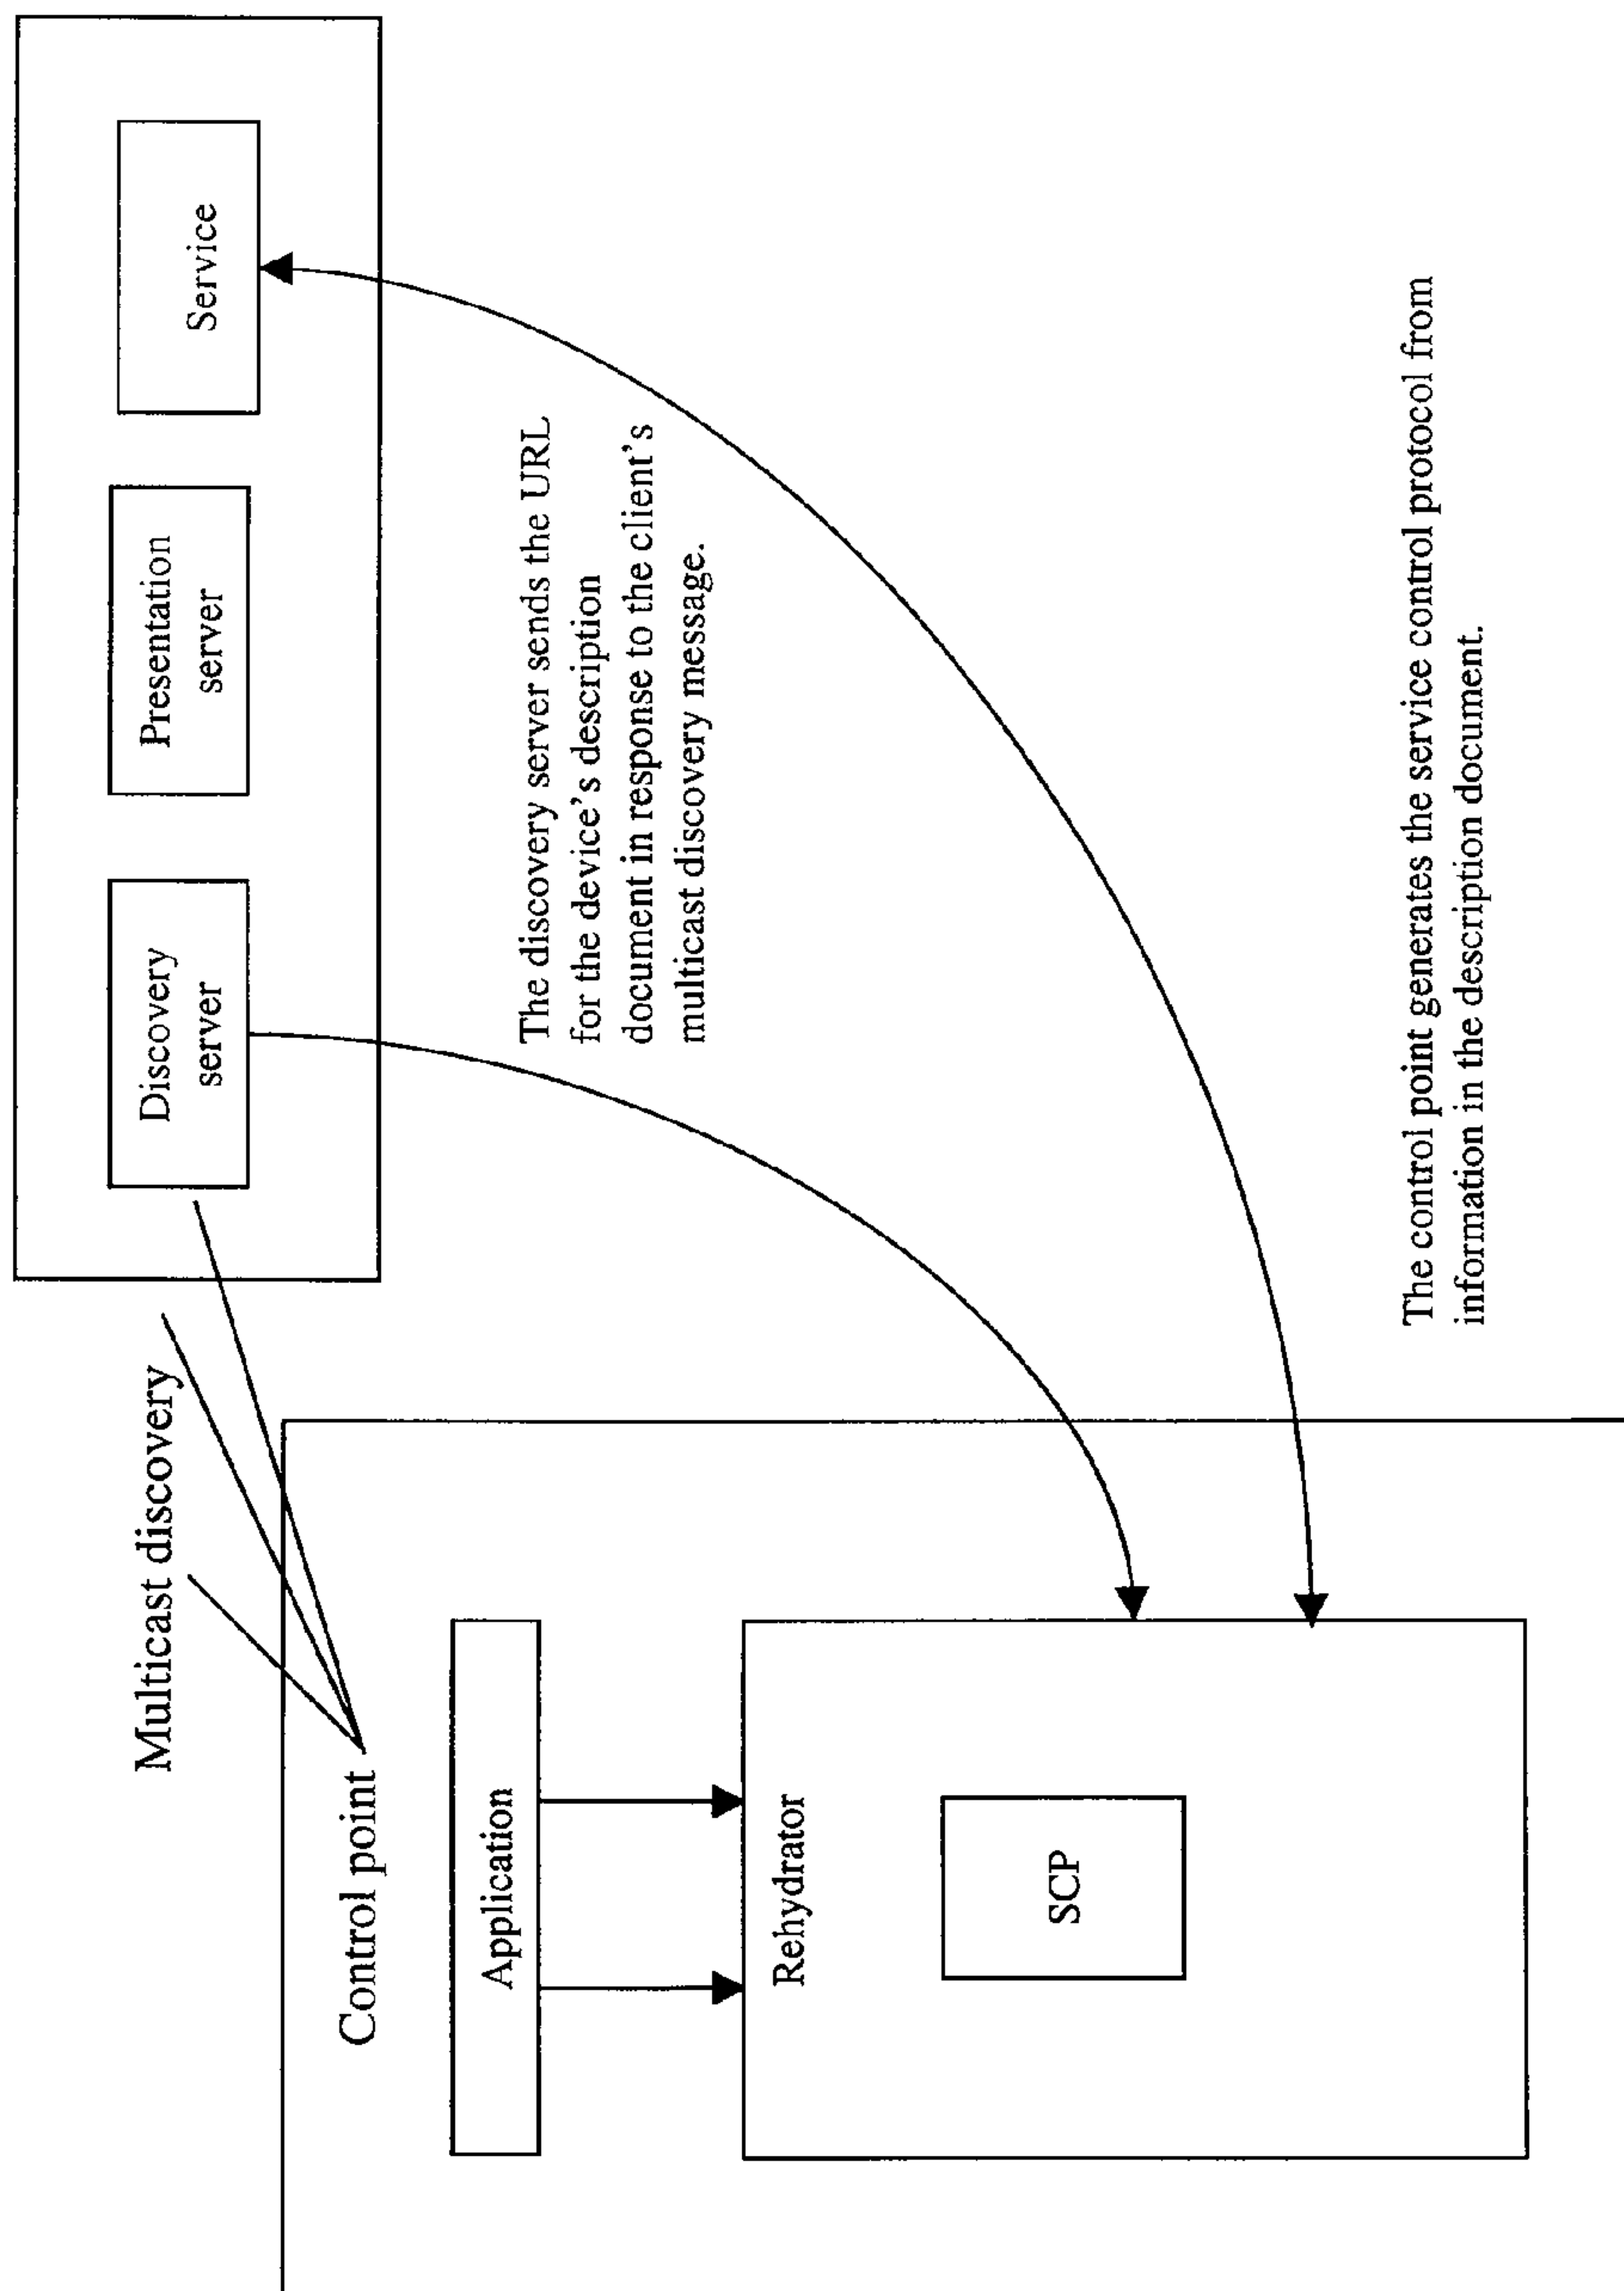 Multicast discovery
Control point
Application
Rehydrator
SCP
Discovery
server
Presentation
server
Service
The discovery server sends the URL
for the device's description
document in response to the client's
multicast discovery message.
The control point generates the service control protocol from
information in the description document.